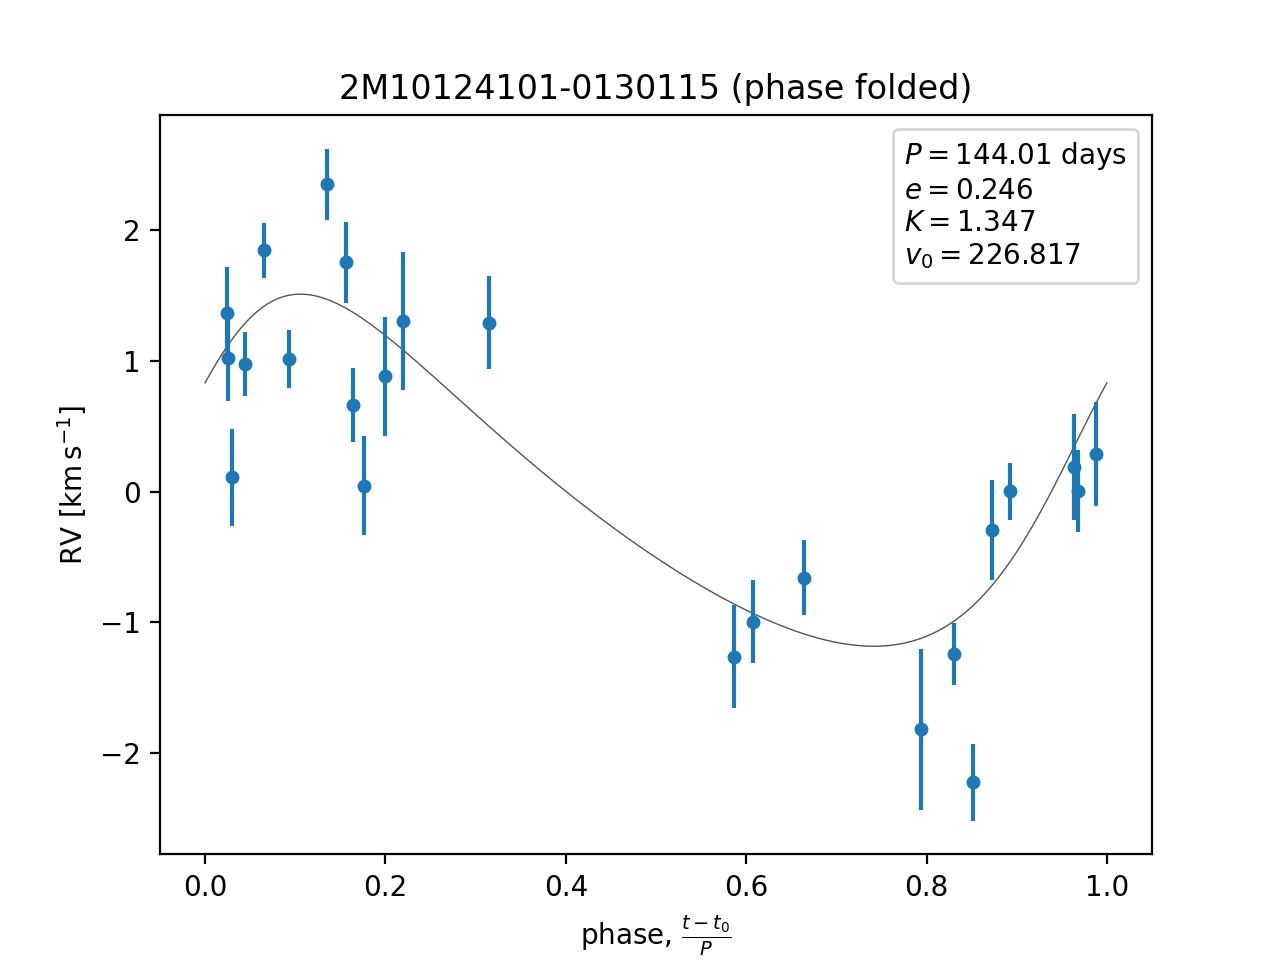 2M10124101-0130115 (phase folded)
P = 144.01 days
e = 0.246
K = 1.347
v₀ = 226.817
RV [km s⁻¹]
2
1
0
−1
−2
0.0 0.2 0.4 0.6 0.8 1.0
phase, (t − t₀)/P